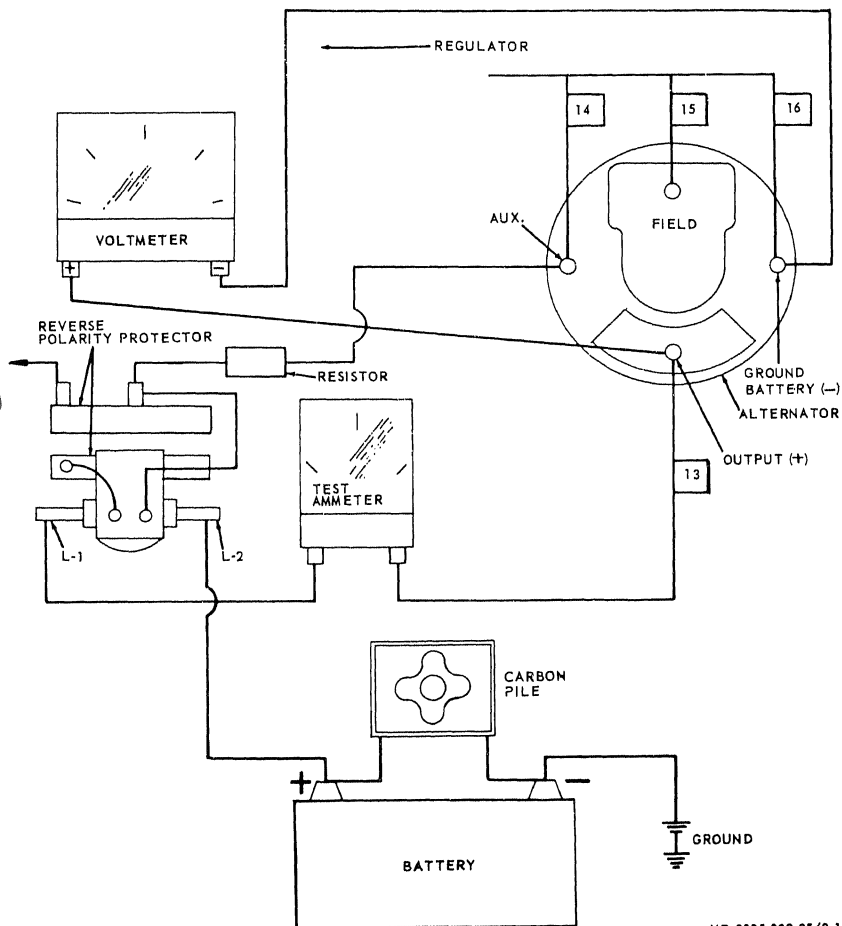 REGULATOR
14
15
16
AUX.
FIELD
VOLTMETER
+
−
REVERSE
POLARITY PROTECTOR
RESISTOR
GROUND
BATTERY (—)
ALTERNATOR
OUTPUT (+)
13
TEST
AMMETER
L-1
L-2
CARBON
PILE
+
−
BATTERY
GROUND